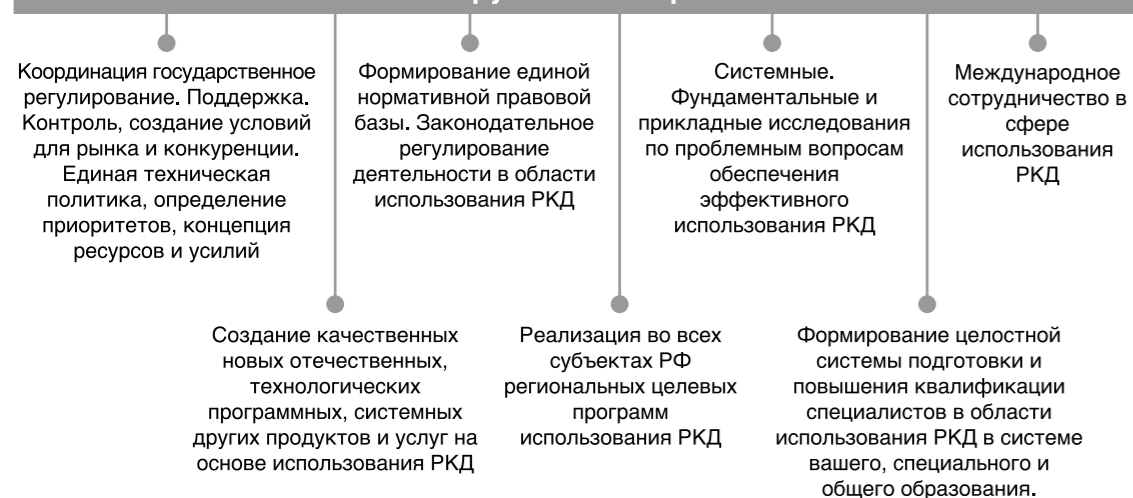 Координация государственное
регулирование. Поддержка.
Контроль, создание условий
для рынка и конкуренции.
Единая техническая
политика, определение
приоритетов, концепция
ресурсов и усилий
Формирование единой
нормативной правовой
базы. Законодательное
регулирование
деятельности в области
использования РКД
Системные.
Фундаментальные и
прикладные исследования
по проблемным вопросам
обеспечения
эффективного
использования РКД
Международное
сотрудничество в
сфере
использования
РКД
Создание качественных
новых отечественных,
технологических
программных, системных
других продуктов и услуг на
основе использования РКД
Реализация во всех
субъектах РФ
региональных целевых
программ
использования РКД
Формирование целостной
системы подготовки и
повышения квалификации
специалистов в области
использования РКД в системе
вашего, специального и
общего образования.